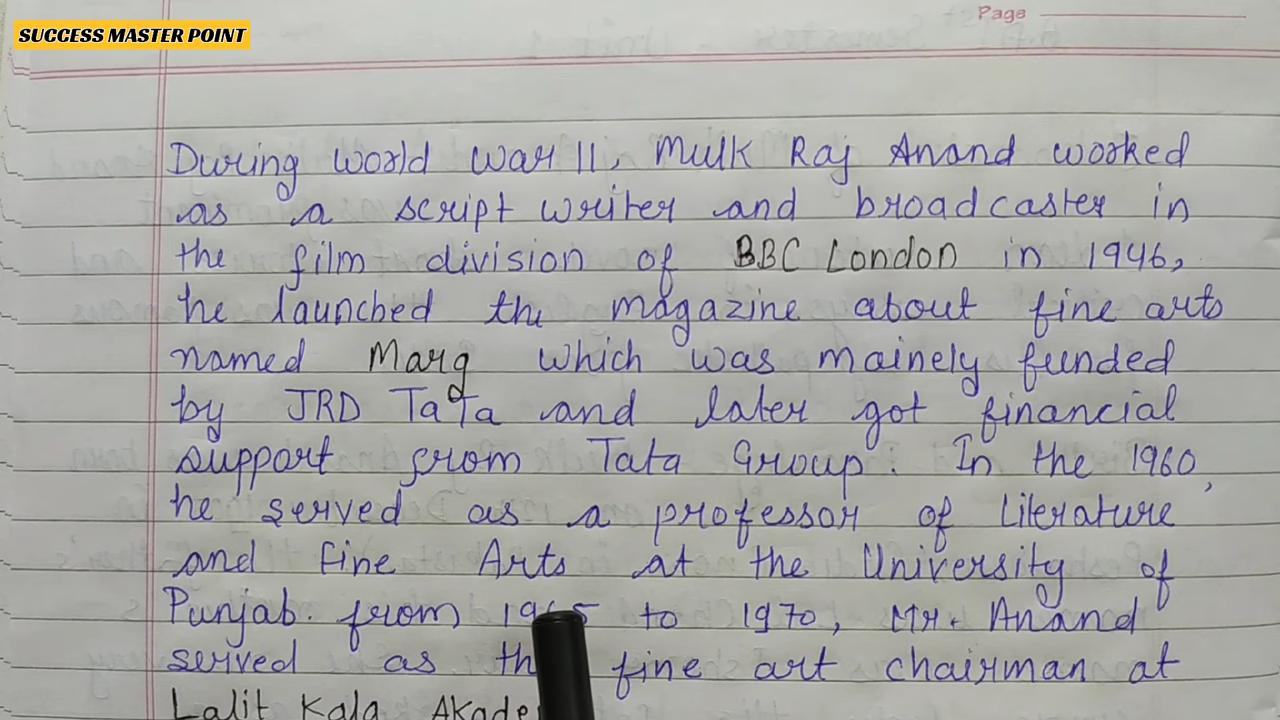 Page
SUCCESS MASTER POINT
During World War II, Mulk Raj Anand worked
as a script writer and broadcaster in
the film division of BBC London in 1946,
he launched the magazine about fine arts
named Marg which was mainely funded
by JRD TaTa and later got financial
support from Tata Group. In the 1960,
he served as a professor of Literature
and Fine Arts at the University of
Punjab. from 1965 to 1970, Mr. Anand
served as the fine art chairman at
Lalit Kala